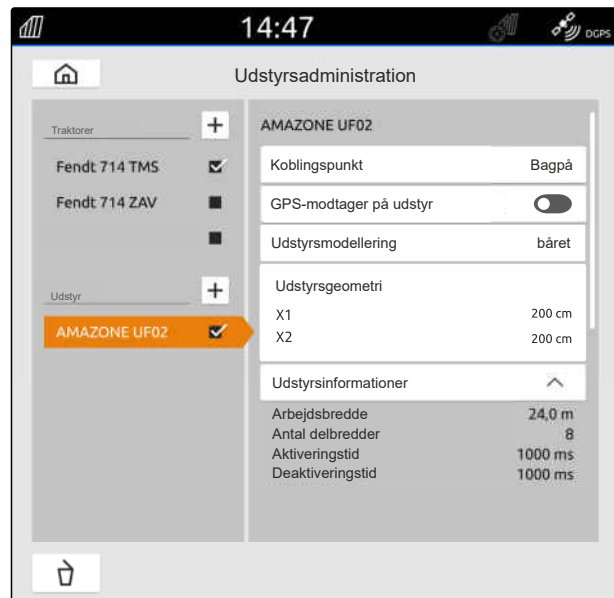 14:47
DGPS
Udstyrsadministration
Traktorer
Fendt 714 TMS
Fendt 714 ZAV
Udstyr
AMAZONE UF02
AMAZONE UF02
Koblingspunkt Bagpå
GPS-modtager på udstyr
Udstyrsmodellering båret
Udstyrsgeometri
X1 200 cm
X2 200 cm
Udstyrsinformationer
Arbejdsbredde 24,0 m
Antal delbredder 8
Aktiveringstid 1000 ms
Deaktiveringstid 1000 ms